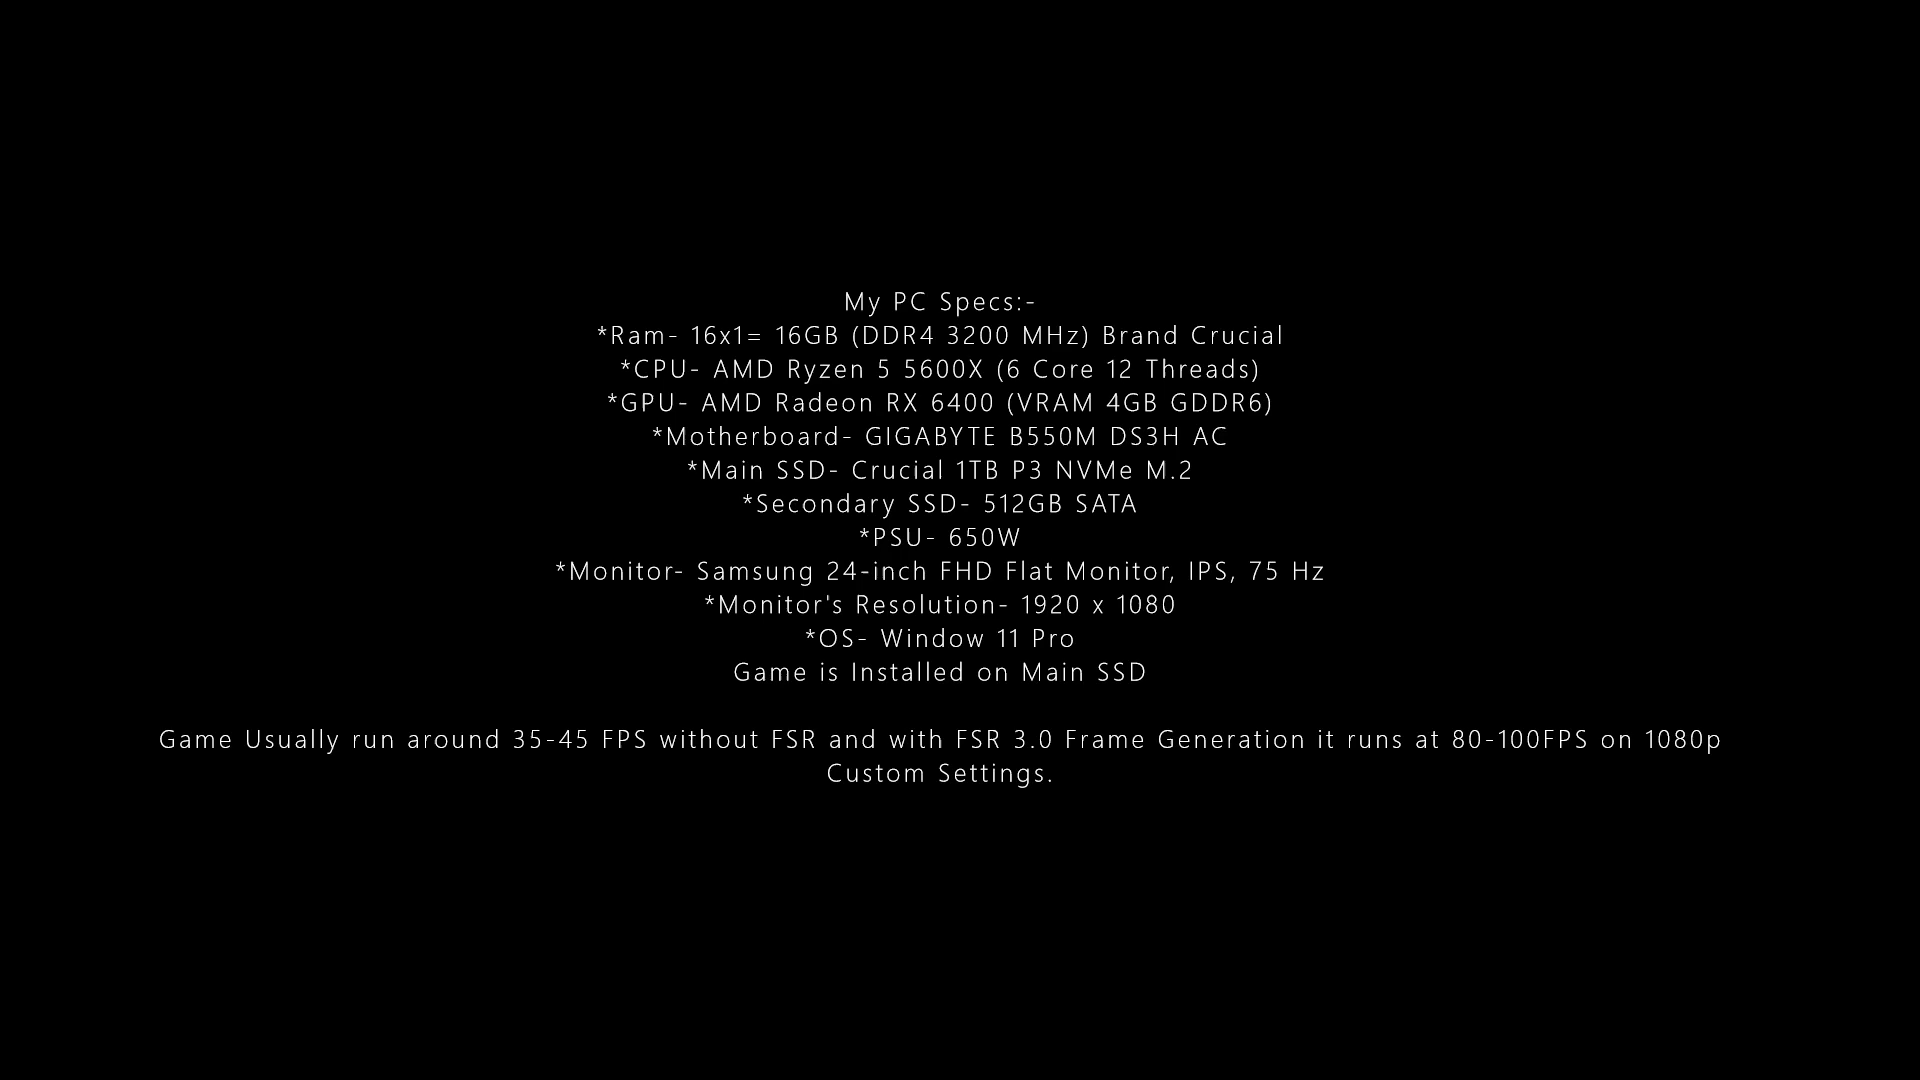 My PC Specs:-
*Ram- 16x1= 16GB (DDR4 3200 MHz) Brand Crucial
*CPU- AMD Ryzen 5 5600X (6 Core 12 Threads)
*GPU- AMD Radeon RX 6400 (VRAM 4GB GDDR6)
*Motherboard- GIGABYTE B550M DS3H AC
*Main SSD- Crucial 1TB P3 NVMe M.2
*Secondary SSD- 512GB SATA
*PSU- 650W
*Monitor- Samsung 24-inch FHD Flat Monitor, IPS, 75 Hz
*Monitor's Resolution- 1920 x 1080
*OS- Window 11 Pro
Game is Installed on Main SSD
Game Usually run around 35-45 FPS without FSR and with FSR 3.0 Frame Generation it runs at 80-100FPS on 1080p
Custom Settings.